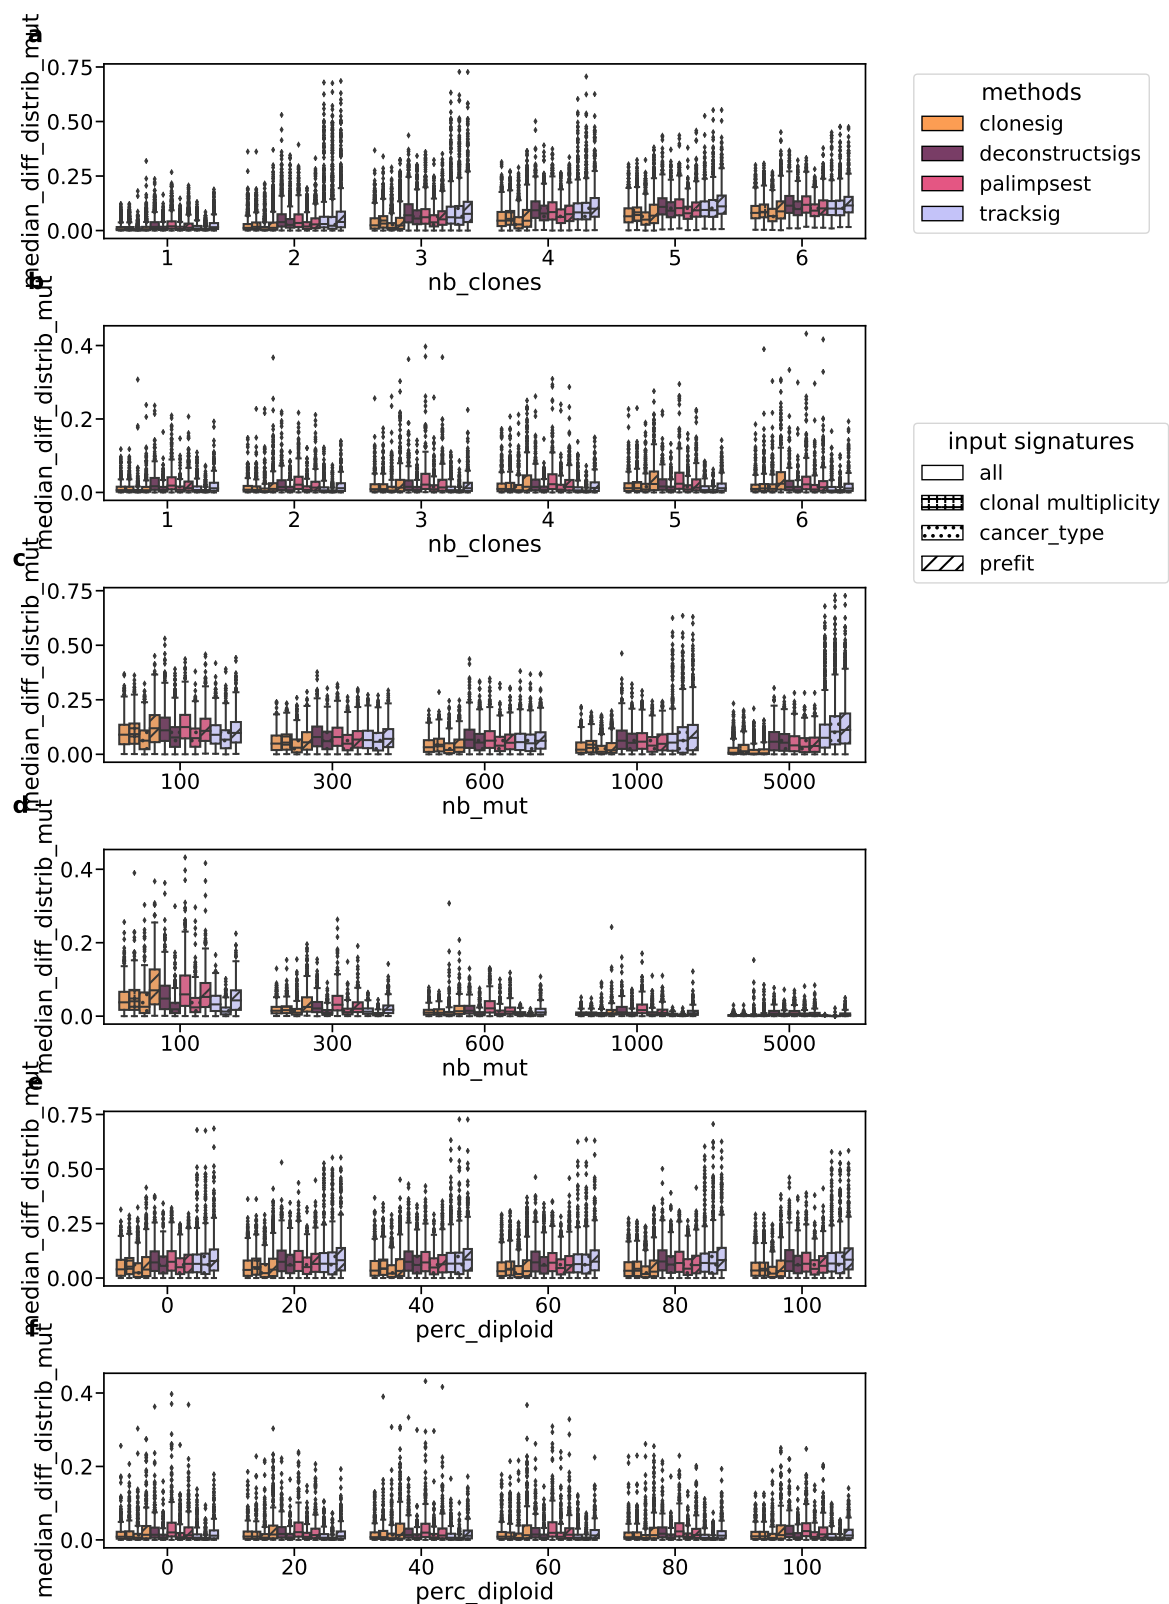 a
median_diff_distrib_mut
0.75
0.50
0.25
0.00
1 2 3 4 5 6
nb_clones
methods
clonesig
deconstructsigs
palimpsest
tracksig
b
median_diff_distrib_mut
0.4
0.2
0.0
1 2 3 4 5 6
nb_clones
input signatures
all
clonal multiplicity
cancer_type
prefit
c
median_diff_distrib_mut
0.75
0.50
0.25
0.00
100 300 600 1000 5000
nb_mut
d
median_diff_distrib_mut
0.4
0.2
0.0
100 300 600 1000 5000
nb_mut
e
median_diff_distrib_mut
0.75
0.50
0.25
0.00
0 20 40 60 80 100
perc_diploid
f
median_diff_distrib_mut
0.4
0.2
0.0
0 20 40 60 80 100
perc_diploid